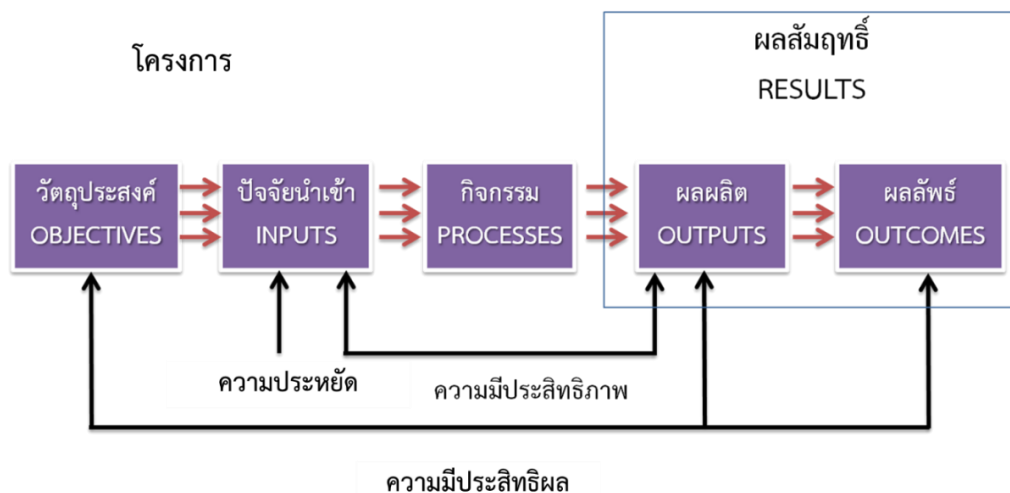 โครงการ
ผลสัมฤทธิ์
RESULTS
วัตถุประสงค์
OBJECTIVES
ปัจจัยนำเข้า
INPUTS
กิจกรรม
PROCESSES
ผลผลิต
OUTPUTS
ผลลัพธ์
OUTCOMES
ความประหยัด
ความมีประสิทธิภาพ
ความมีประสิทธิผล